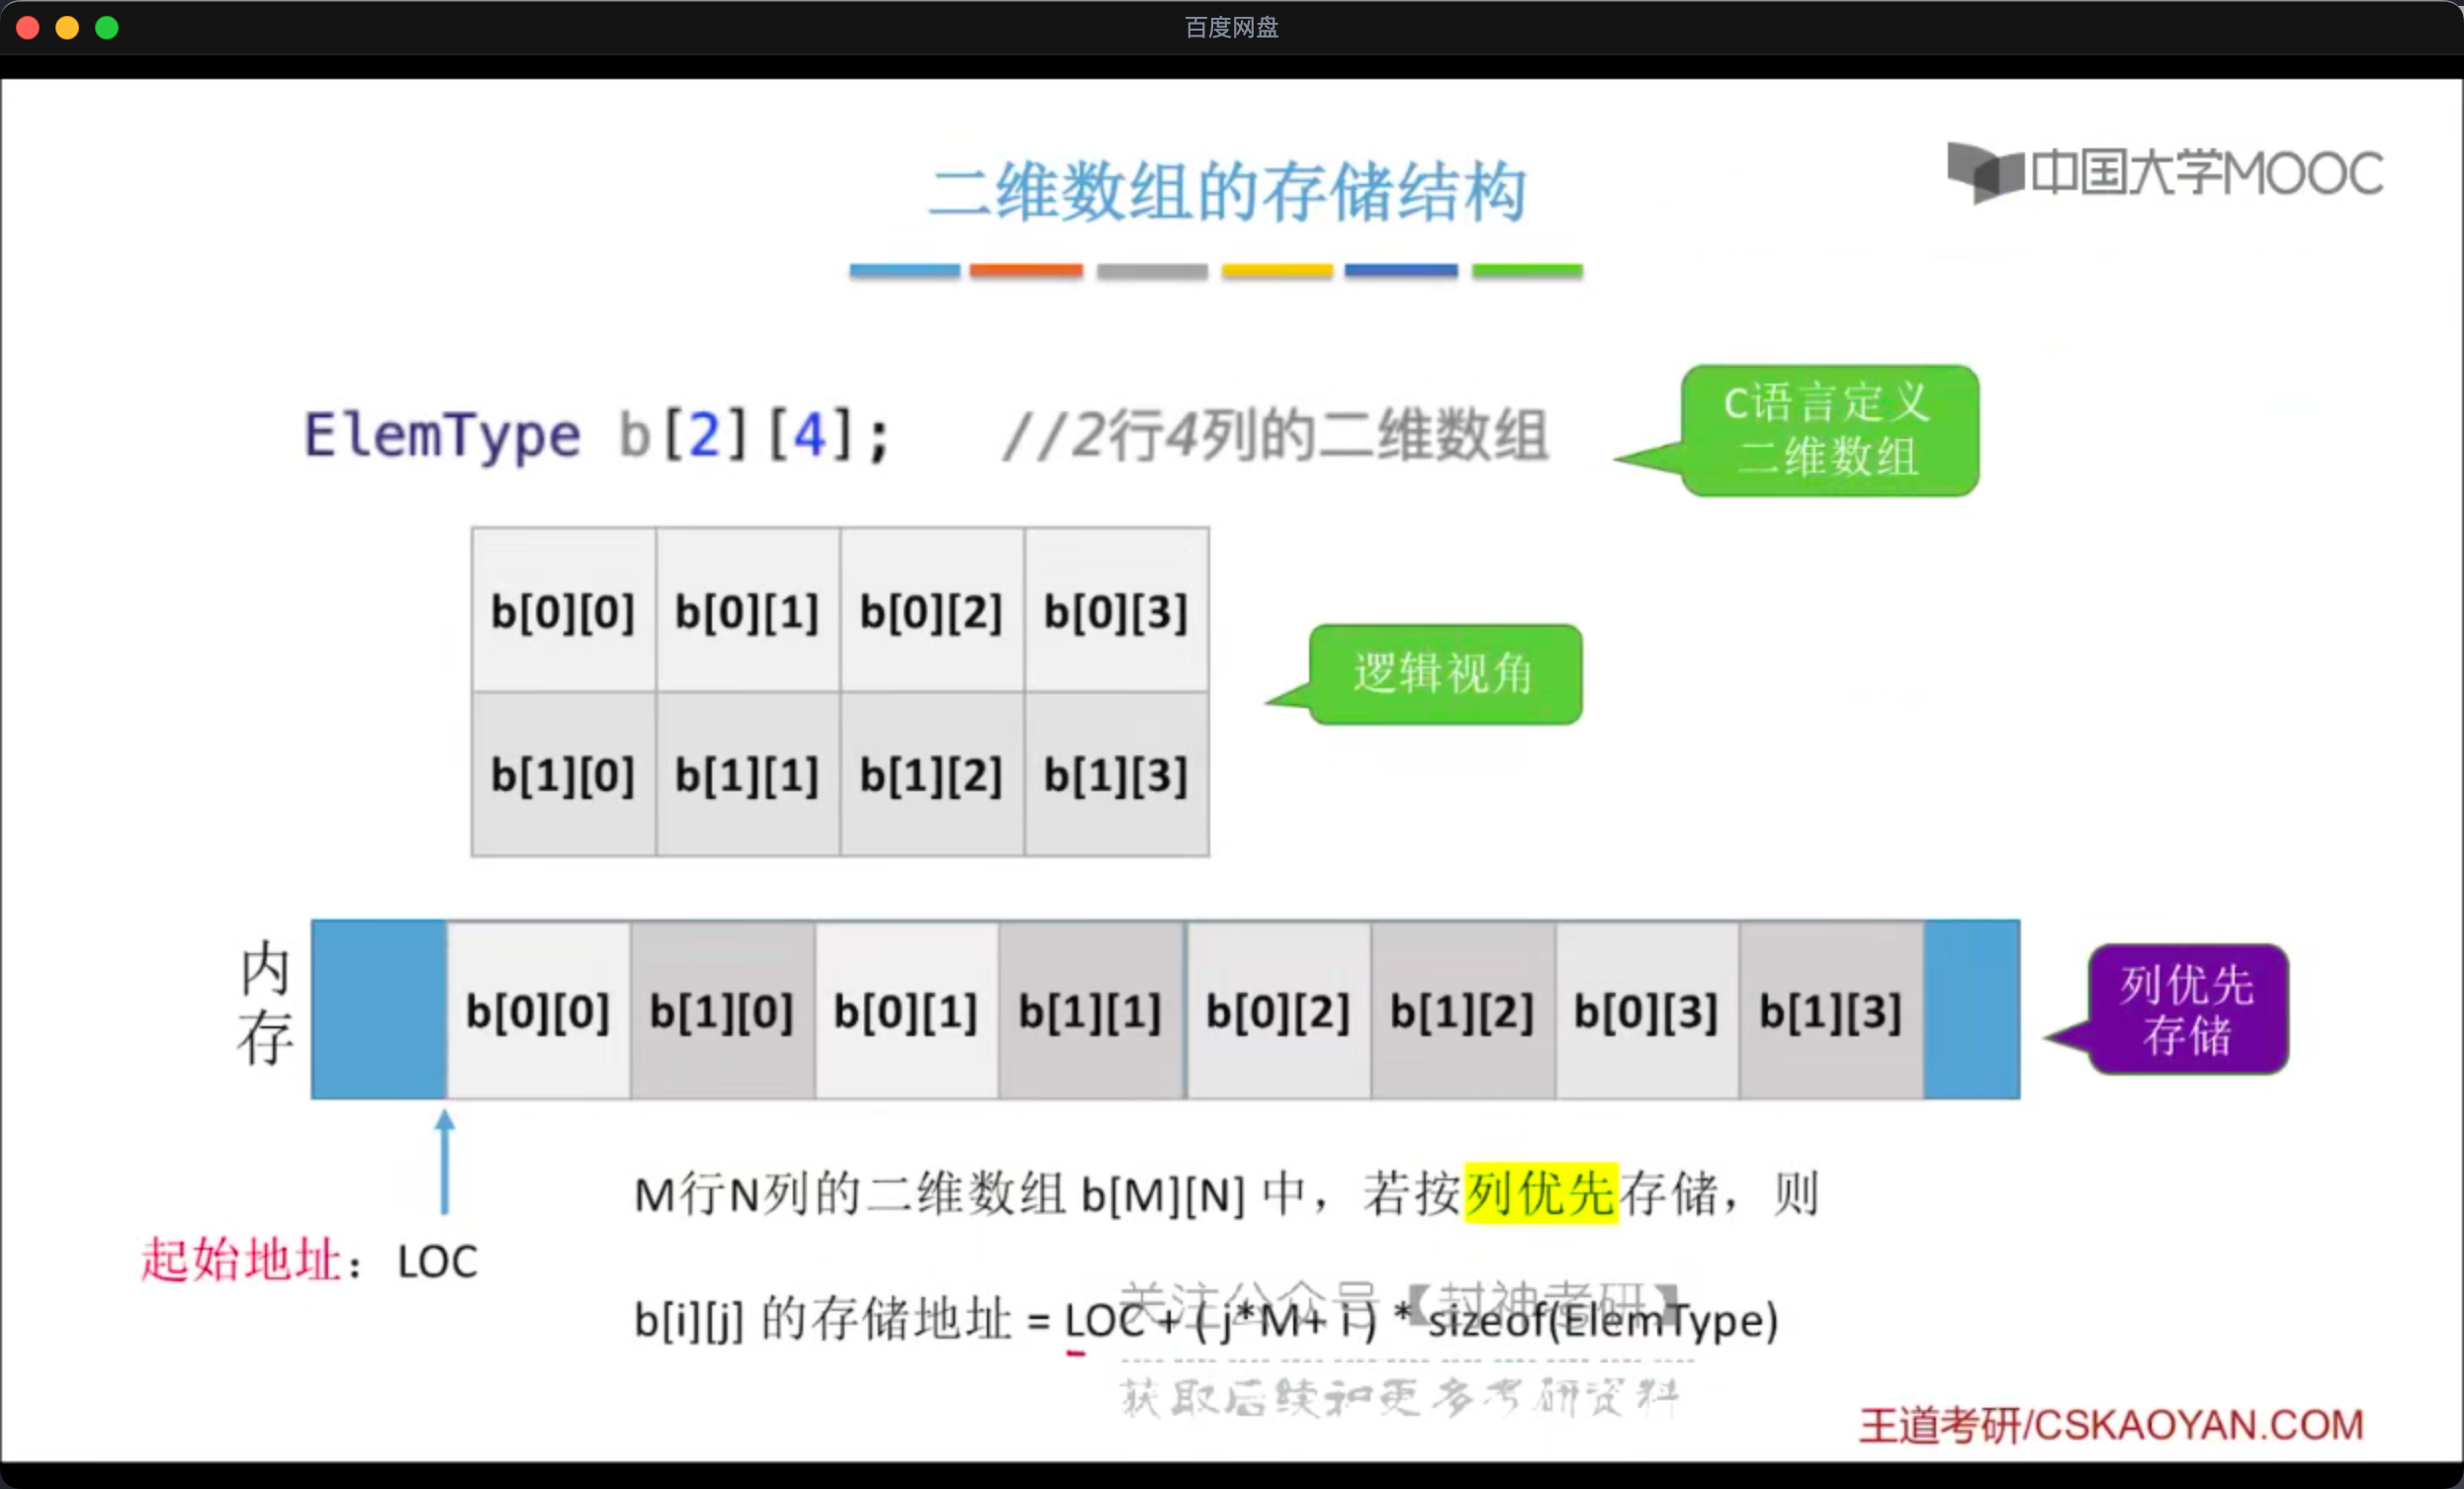 百度网盘
二维数组的存储结构
中国大学MOOC
ElemType b[2][4];   //2行4列的二维数组
C语言定义
二维数组
b[0][0] b[0][1] b[0][2] b[0][3]
b[1][0] b[1][1] b[1][2] b[1][3]
逻辑视角
内存
b[0][0] b[1][0] b[0][1] b[1][1] b[0][2] b[1][2] b[0][3] b[1][3]
列优先
存储
起始地址：LOC
M行N列的二维数组 b[M][N] 中，若按列优先存储，则
关注公众号【封神考研】
b[i][j] 的存储地址 = LOC + ( j*M+ i ) * sizeof(ElemType)
获取后续和更多考研资料
王道考研/CSKAOYAN.COM